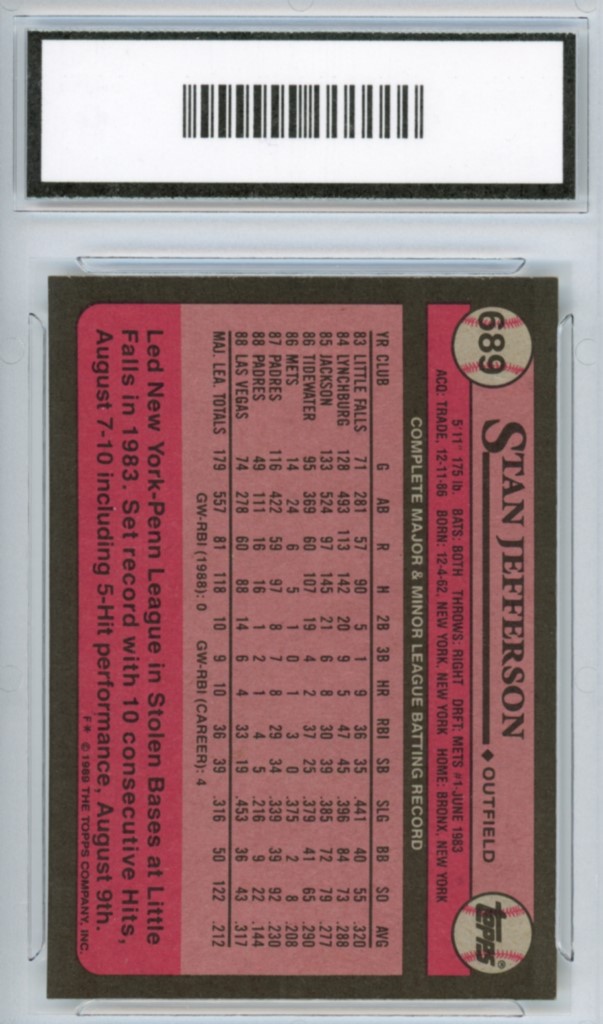 689
STAN JEFFERSON ♦ OUTFIELD
topps®
5'11" 175 lb. BATS: BOTH THROWS: RIGHT DRFT: METS #1-JUNE 1983
ACQ: TRADE, 12-11-86 BORN: 12-4-62, NEW YORK, NEW YORK HOME: BRONX, NEW YORK
COMPLETE MAJOR & MINOR LEAGUE BATTING RECORD
YR CLUB G AB R H 2B 3B HR RBI SB SLG BB SO AVG
83 LITTLE FALLS 71 281 57 90 5 1 9 36 35 .441 40 55 .320
84 LYNCHBURG 128 493 113 142 20 9 5 47 45 .396 84 73 .288
85 JACKSON 133 524 97 145 21 6 8 30 39 .385 72 79 .277
86 TIDEWATER 95 369 60 107 19 4 2 37 25 .379 41 65 .290
86 METS 14 24 6 5 1 0 1 3 0 .375 2 8 .208
87 PADRES 116 422 59 97 8 7 8 29 34 .339 39 92 .230
88 PADRES 49 111 16 16 1 2 1 4 5 .216 9 22 .144
88 LAS VEGAS 74 278 60 88 14 6 4 33 19 .453 36 43 .317
MAJ. LEA. TOTALS 179 557 81 118 10 9 10 36 39 .316 50 122 .212
GW-RBI (1988): 0 GW-RBI (CAREER): 4
Led New York-Penn League in Stolen Bases at Little
Falls in 1983. Set record with 10 consecutive Hits,
August 7-10 including 5-Hit performance, August 9th.
F* © 1989 THE TOPPS COMPANY, INC.